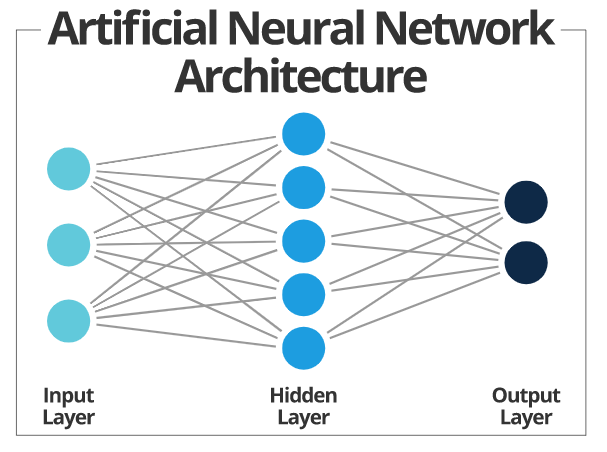 Artificial Neural Network
Architecture
Input
Layer
Hidden
Layer
Output
Layer